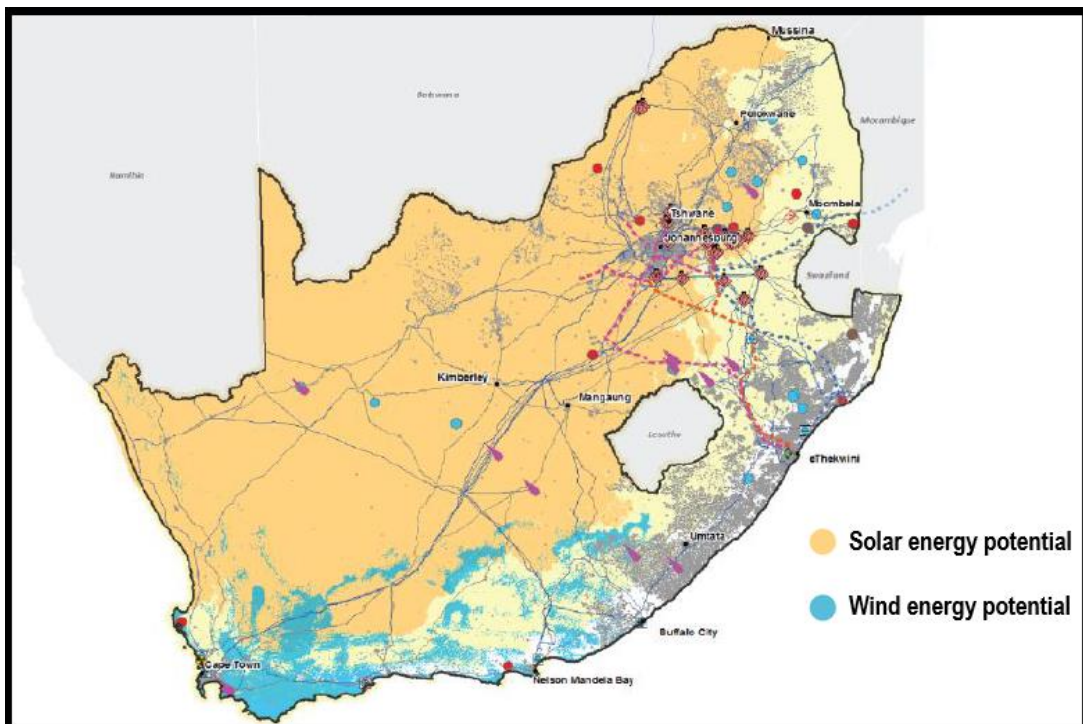 Mussina
Botswana
Polokwane
Mocambique
Namibia
Mbombela
Tshwane
Johannesburg
Swaziland
Kimberley
Mangaung
Lesotho
eThekwini
Umtata
Solar energy potential
Wind energy potential
Buffalo City
Cape Town
Nelson Mandela Bay